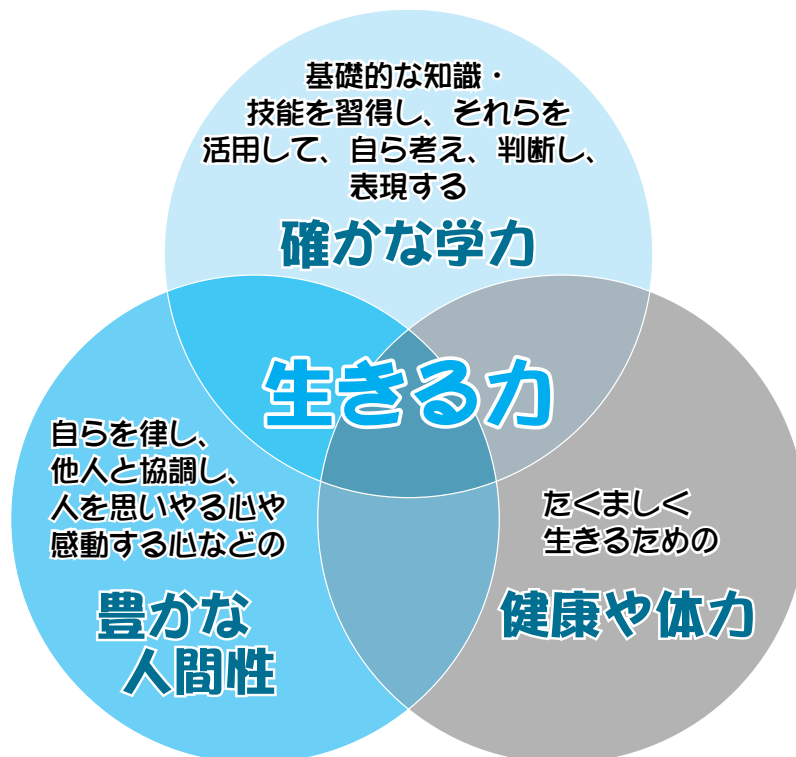 基礎的な知識・
技能を習得し、それらを
活用して、自ら考え、判断し、
表現する
確かな学力
生きる力
自らを律し、
他人と協調し、
人を思いやる心や
感動する心などの
豊かな
人間性
たくましく
生きるための
健康や体力